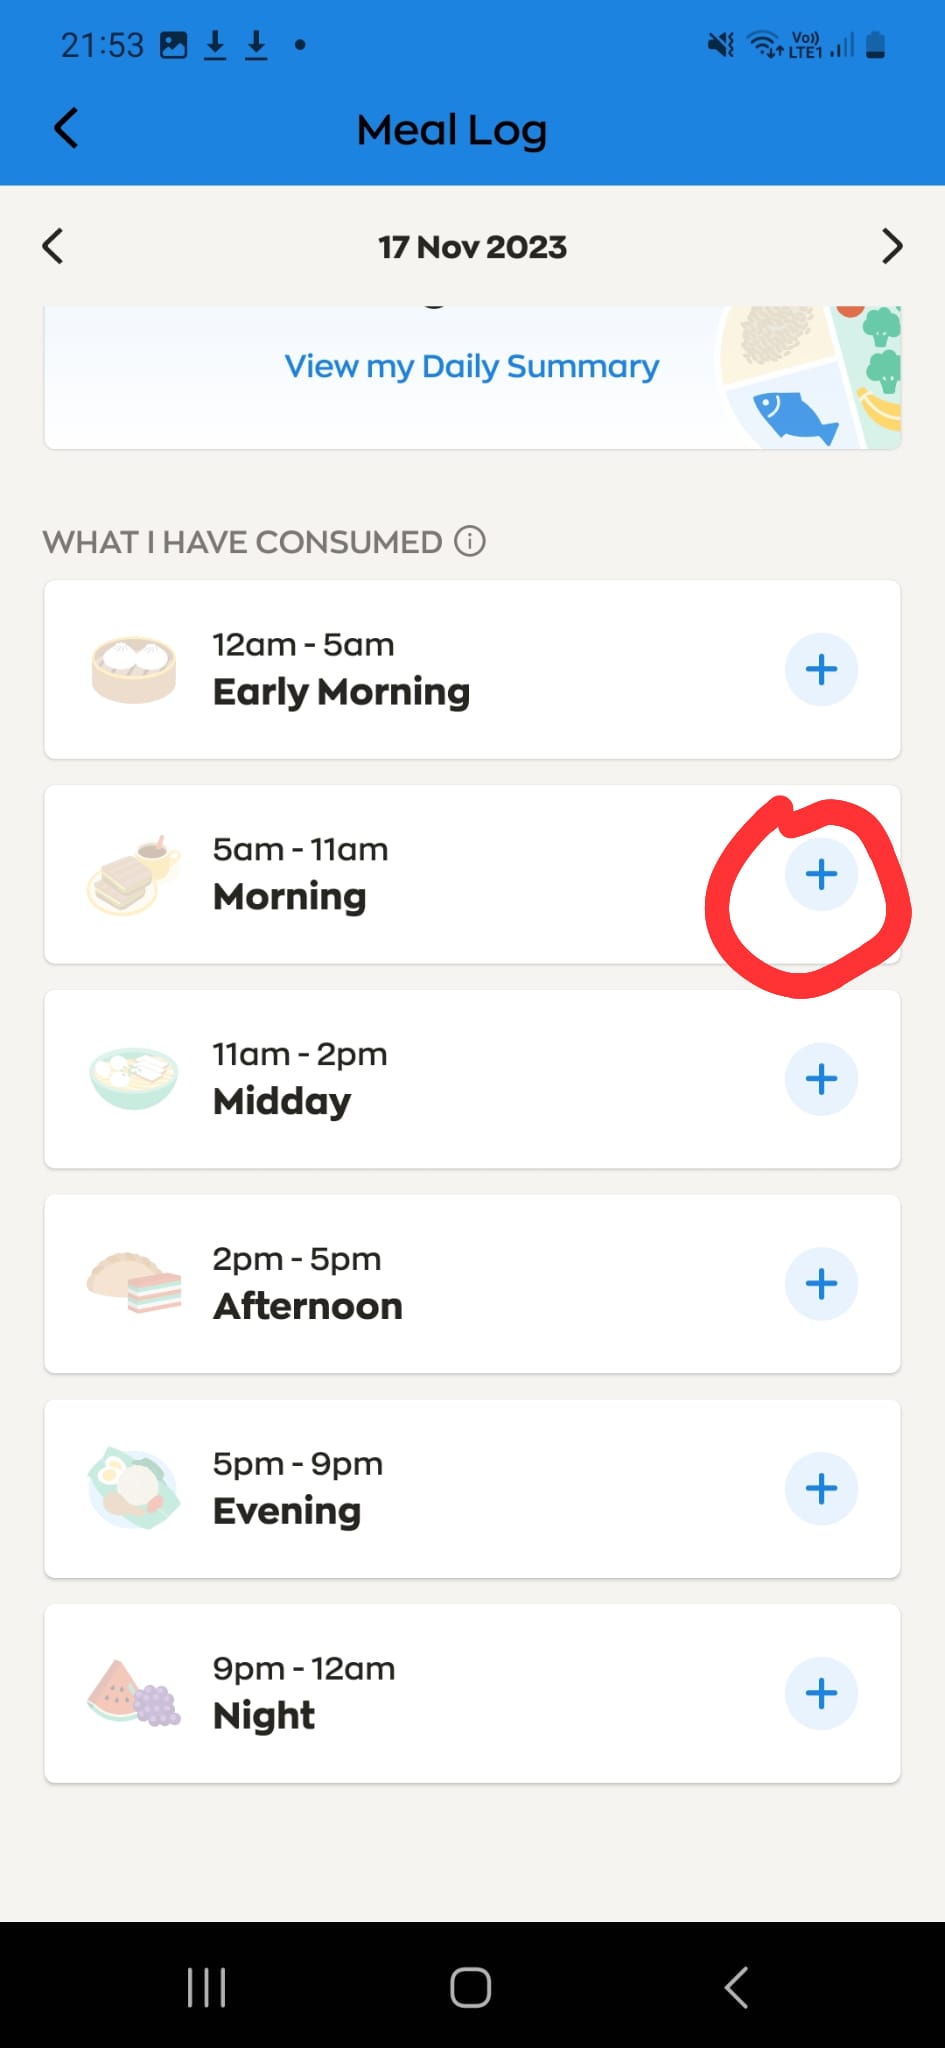 21:53
Vo))
LTE1
Meal Log
17 Nov 2023
View my Daily Summary
WHAT I HAVE CONSUMED
12am - 5am
Early Morning
5am - 11am
Morning
11am - 2pm
Midday
2pm - 5pm
Afternoon
5pm - 9pm
Evening
9pm - 12am
Night